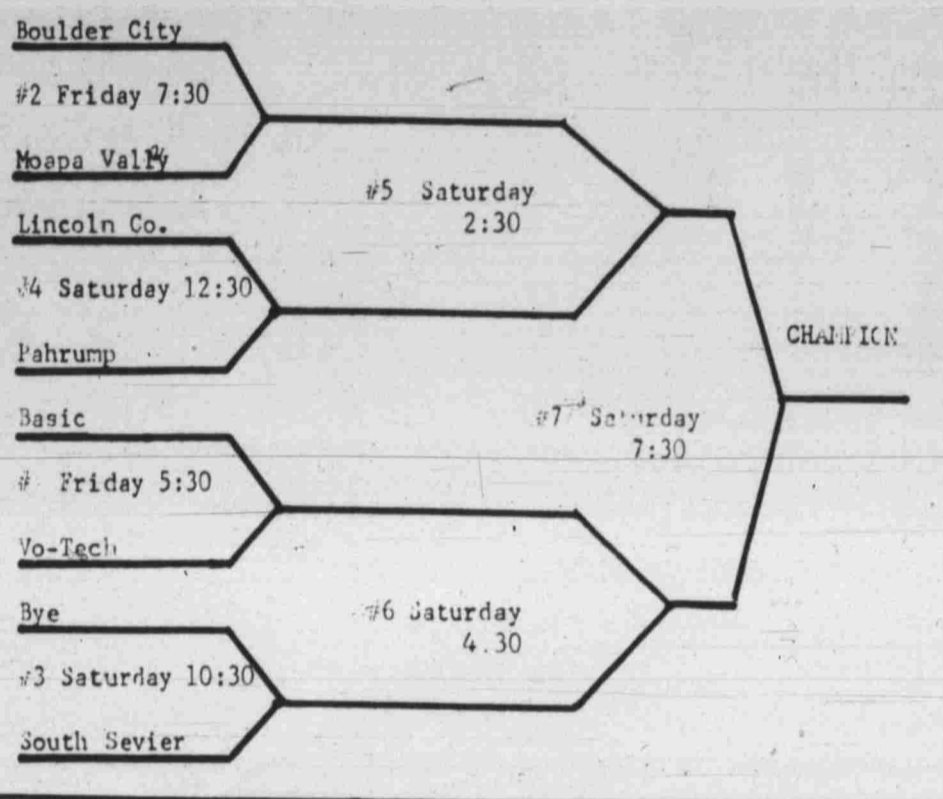 Boulder City
#2 Friday 7:30
Moapa Vally
#5 Saturday
2:30
Lincoln Co.
#4 Saturday 12:30
Pahrump
CHAMPION
Basic
#7 Saturday
7:30
# Friday 5:30
Vo-Tech
Bye
#6 Saturday
4.30
#3 Saturday 10:30
South Sevier